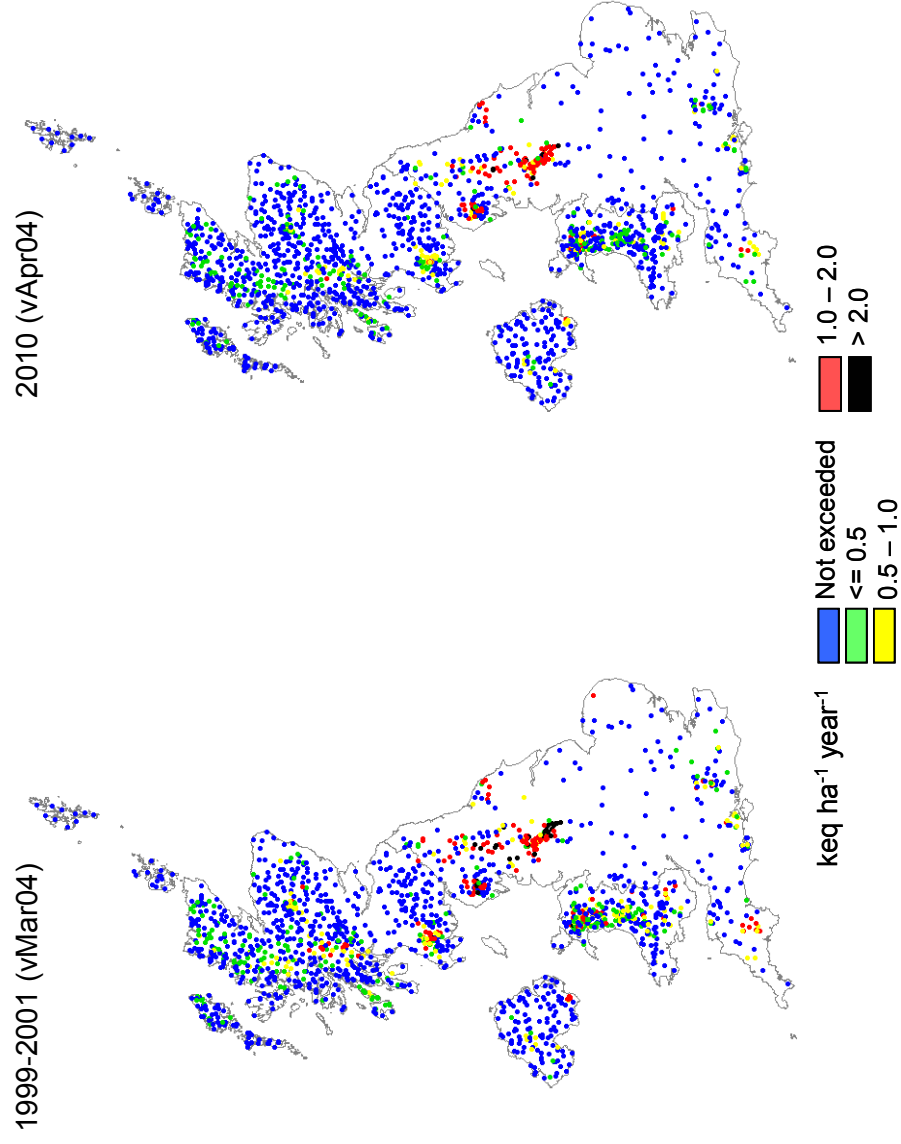 1999-2001 (vMar04)
2010 (vApr04)
keq ha⁻¹ year⁻¹
Not exceeded
<= 0.5
0.5 – 1.0
1.0 – 2.0
> 2.0